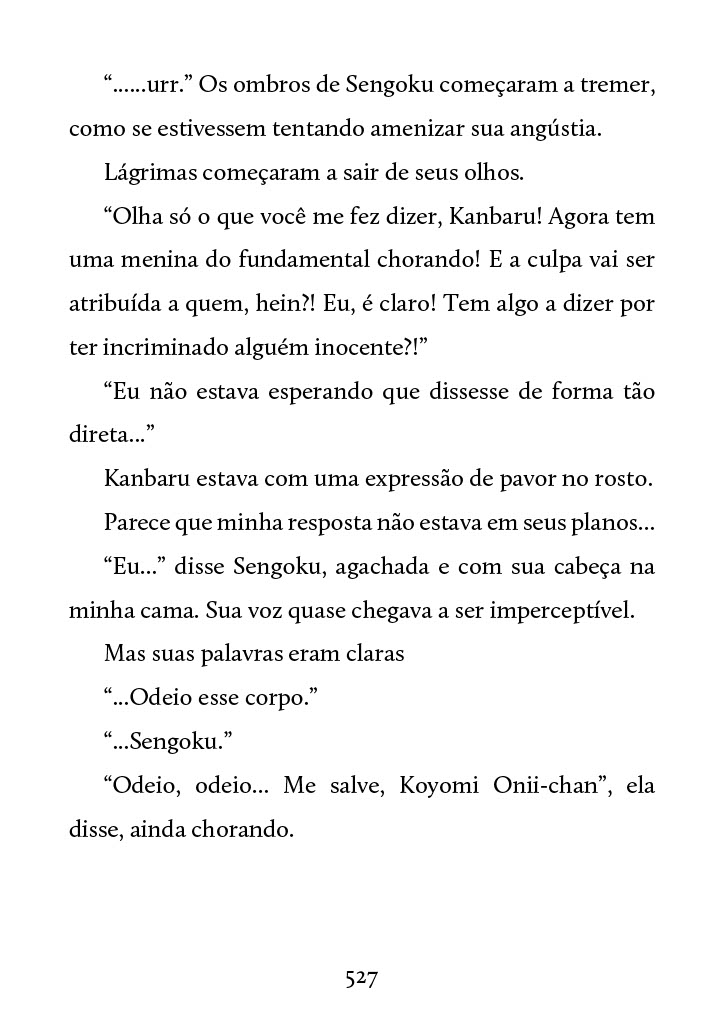 “......urr.” Os ombros de Sengoku começaram a tremer,
como se estivessem tentando amenizar sua angústia.
Lágrimas começaram a sair de seus olhos.
“Olha só o que você me fez dizer, Kanbaru! Agora tem
uma menina do fundamental chorando! E a culpa vai ser
atribuída a quem, hein?! Eu, é claro! Tem algo a dizer por
ter incriminado alguém inocente?!”
“Eu não estava esperando que dissesse de forma tão
direta...”
Kanbaru estava com uma expressão de pavor no rosto.
Parece que minha resposta não estava em seus planos...
“Eu...” disse Sengoku, agachada e com sua cabeça na
minha cama. Sua voz quase chegava a ser imperceptível.
Mas suas palavras eram claras
“...Odeio esse corpo.”
“...Sengoku.”
“Odeio, odeio... Me salve, Koyomi Onii-chan”, ela
disse, ainda chorando.
527